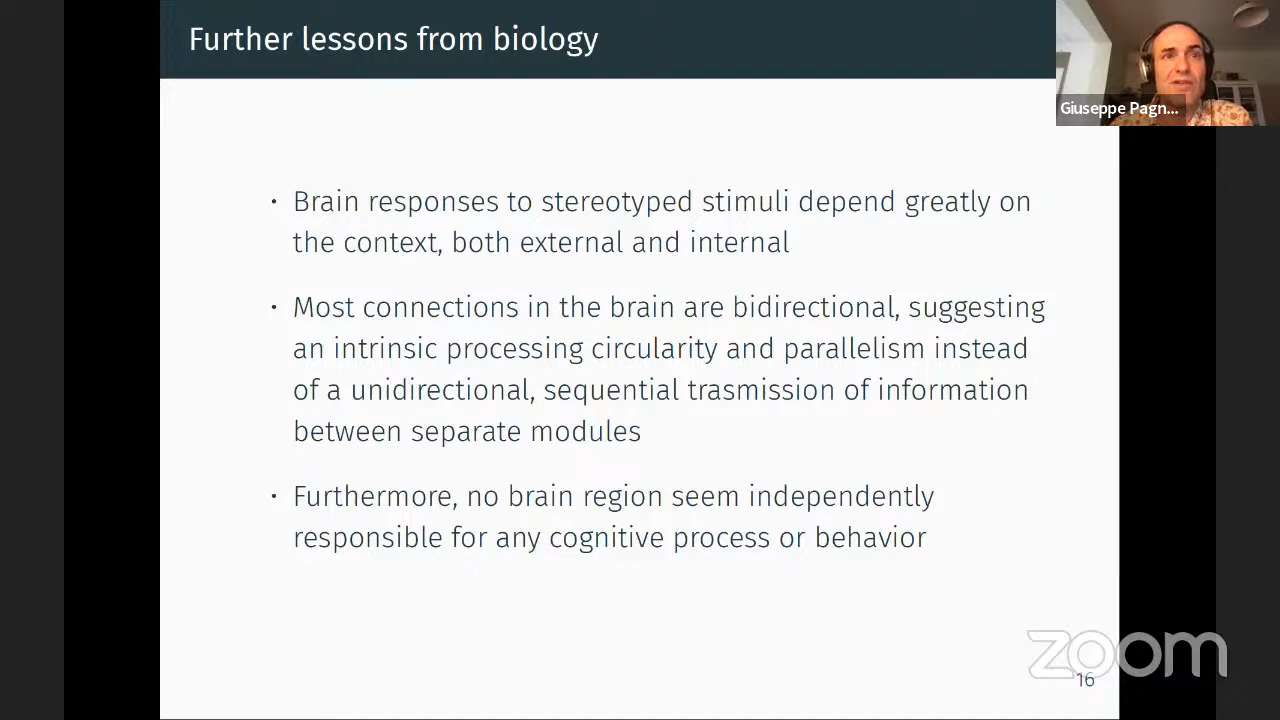 Further lessons from biology
Giuseppe Pagn...
• Brain responses to stereotyped stimuli depend greatly on
the context, both external and internal
• Most connections in the brain are bidirectional, suggesting
an intrinsic processing circularity and parallelism instead
of a unidirectional, sequential trasmission of information
between separate modules
• Furthermore, no brain region seem independently
responsible for any cognitive process or behavior
zoom
16